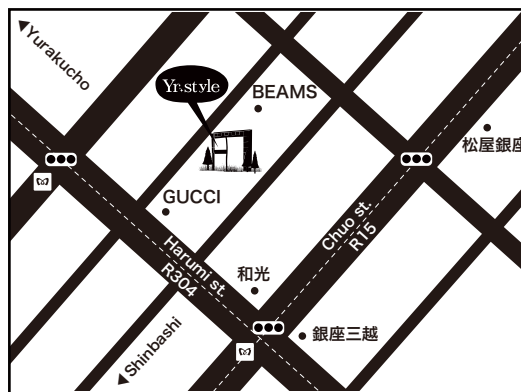 Yurakucho
Yr.style
BEAMS
松屋銀座
GUCCI
Chuo st.
R15
Harumi st.
R304
和光
銀座三越
Shinbashi